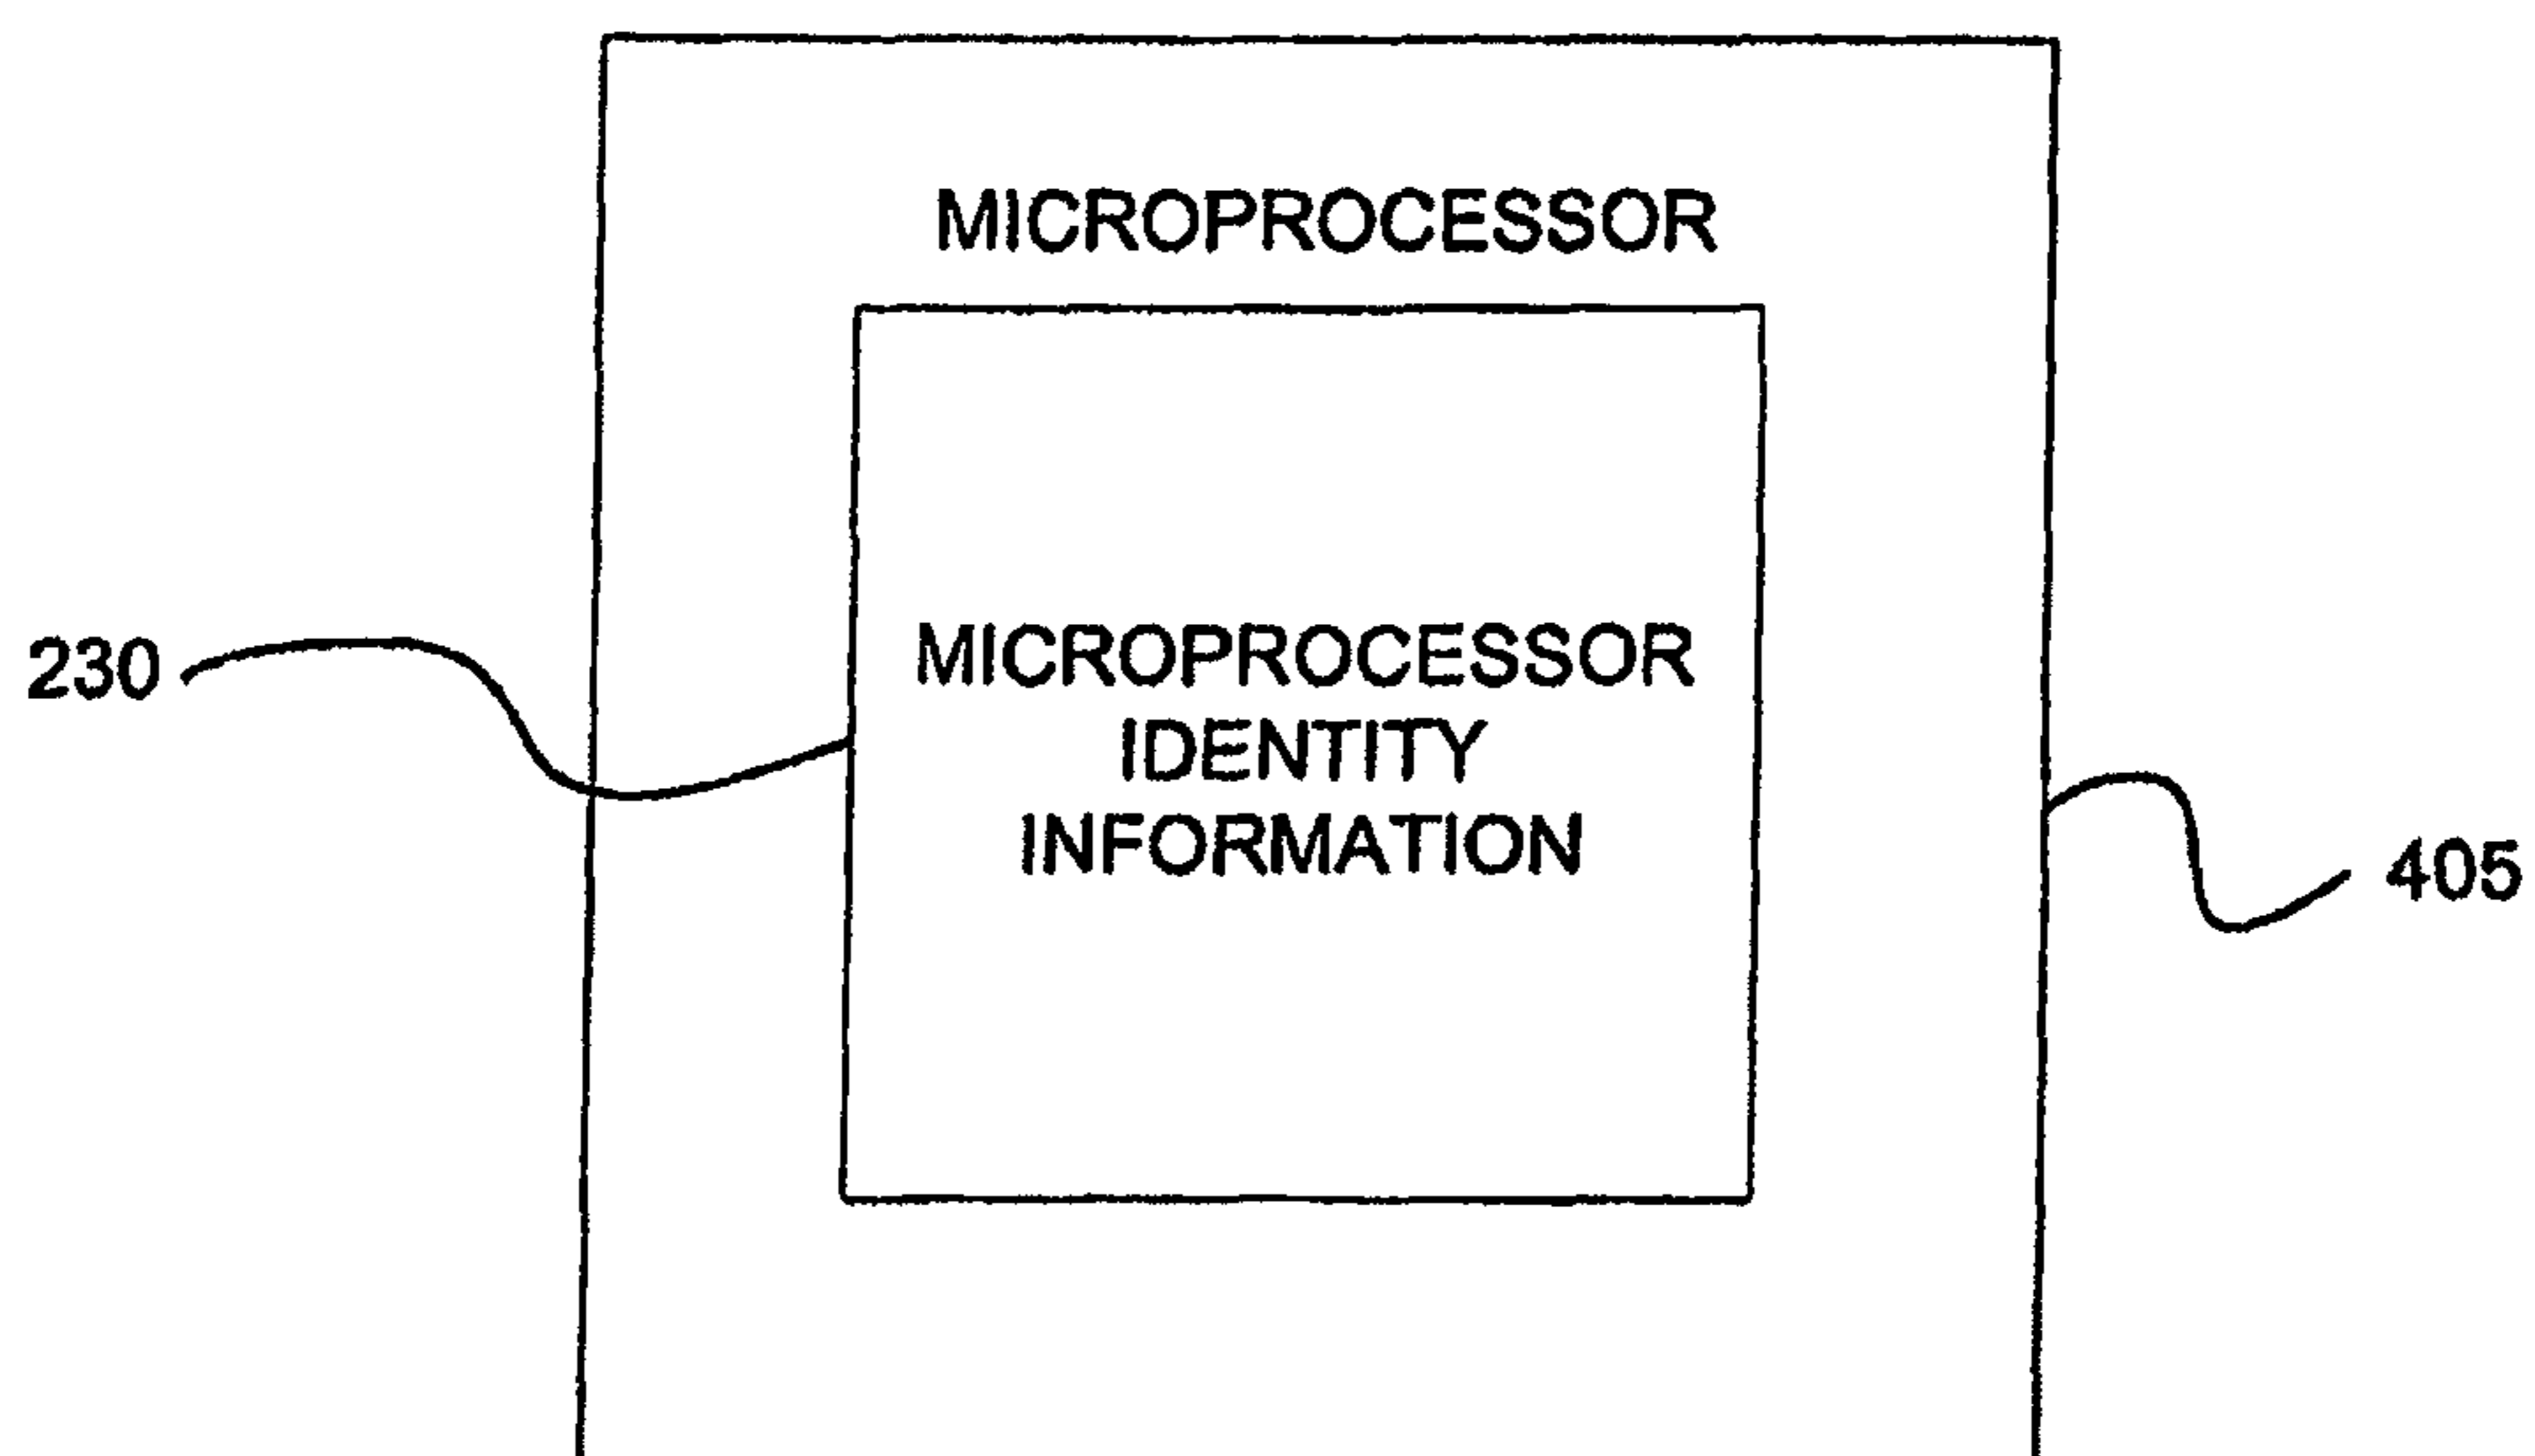 MICROPROCESSOR
230
MICROPROCESSOR
IDENTITY
INFORMATION
405